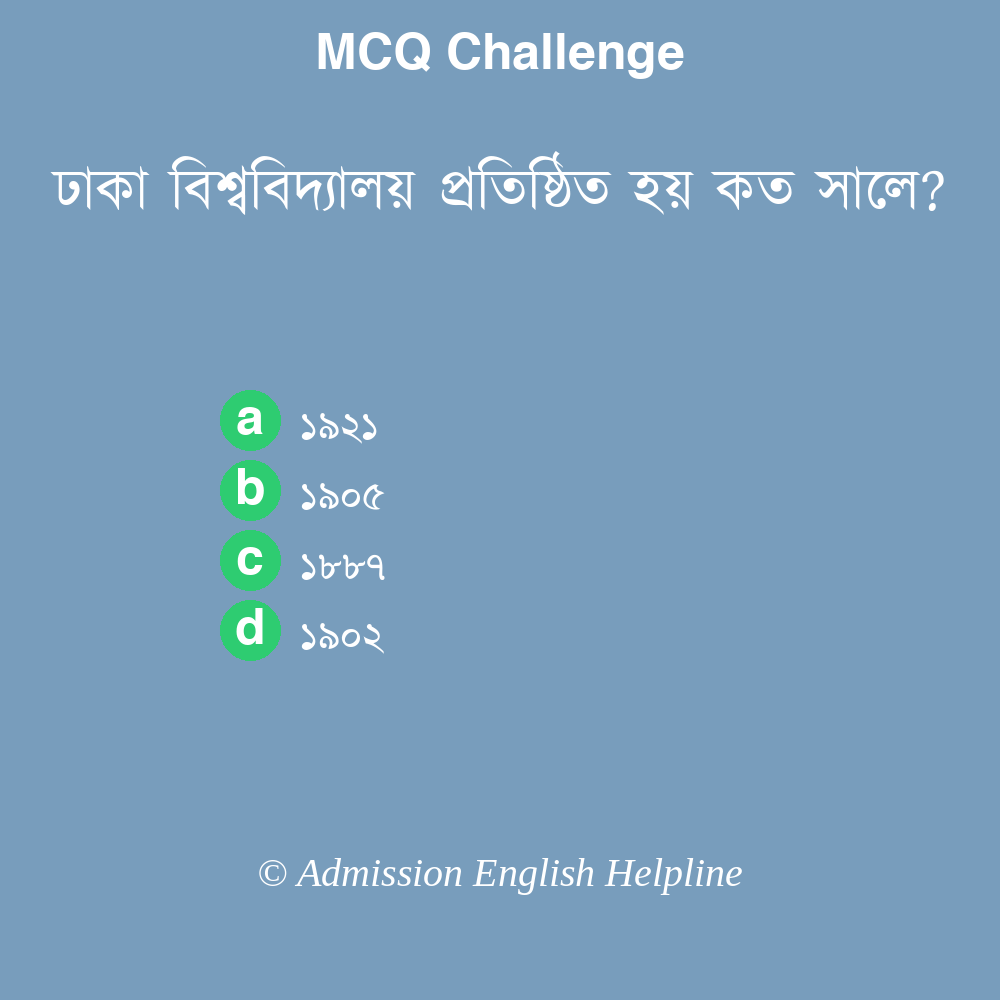 MCQ Challenge
ঢাকা বিশ্ববিদ্যালয় প্রতিষ্ঠিত হয় কত সালে?
a ১৯২১
b ১৯০৫
c ১৮৮৭
d ১৯০২
© Admission English Helpline